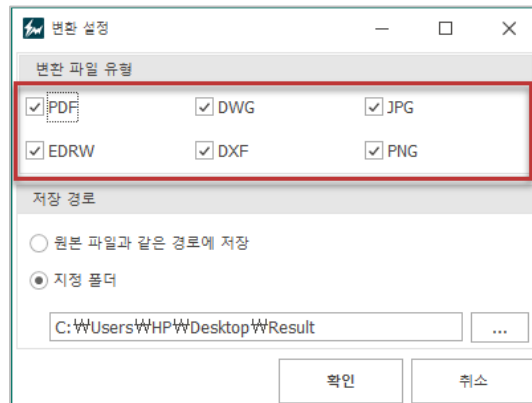 변환 설정
변환 파일 유형
PDF DWG JPG
EDRW DXF PNG
저장 경로
원본 파일과 같은 경로에 저장
지정 폴더
C:₩Users₩HP₩Desktop₩Result ...
확인 취소